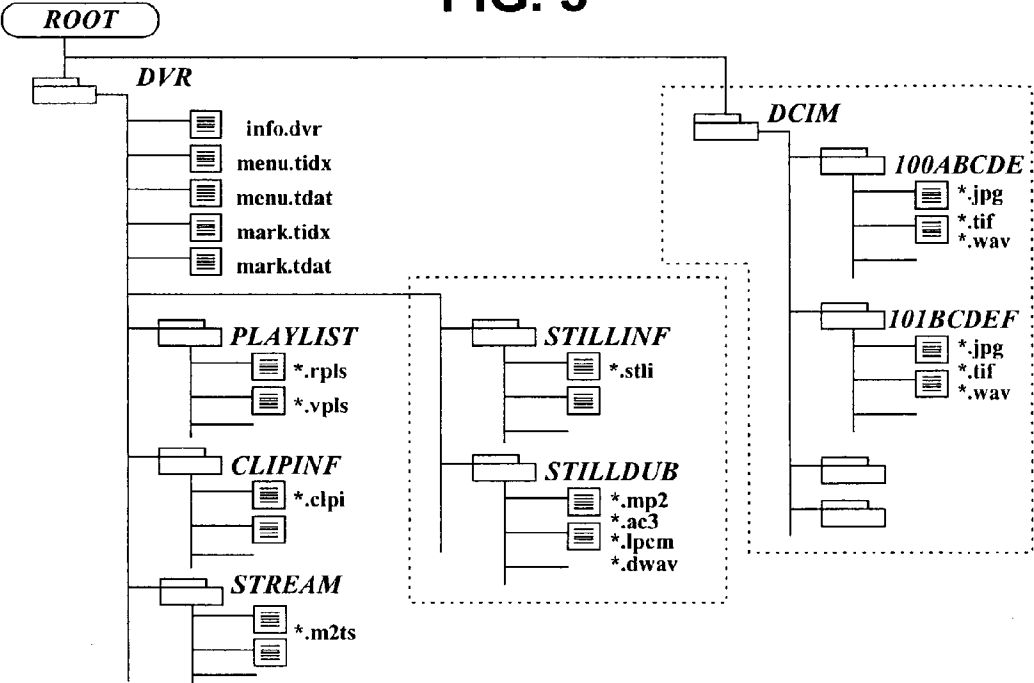 ROOT
DVR
info.dvr
menu.tidx
menu.tdat
mark.tidx
mark.tdat
PLAYLIST
*.rpls
*.vpls
CLIPINF
*.clpi
STREAM
*.m2ts
STILLINF
*.stli
STILLDUB
*.mp2
*.ac3
*.lpcm
*.dwav
DCIM
100ABCDE
*.jpg
*.tif
*.wav
101BCDEF
*.jpg
*.tif
*.wav